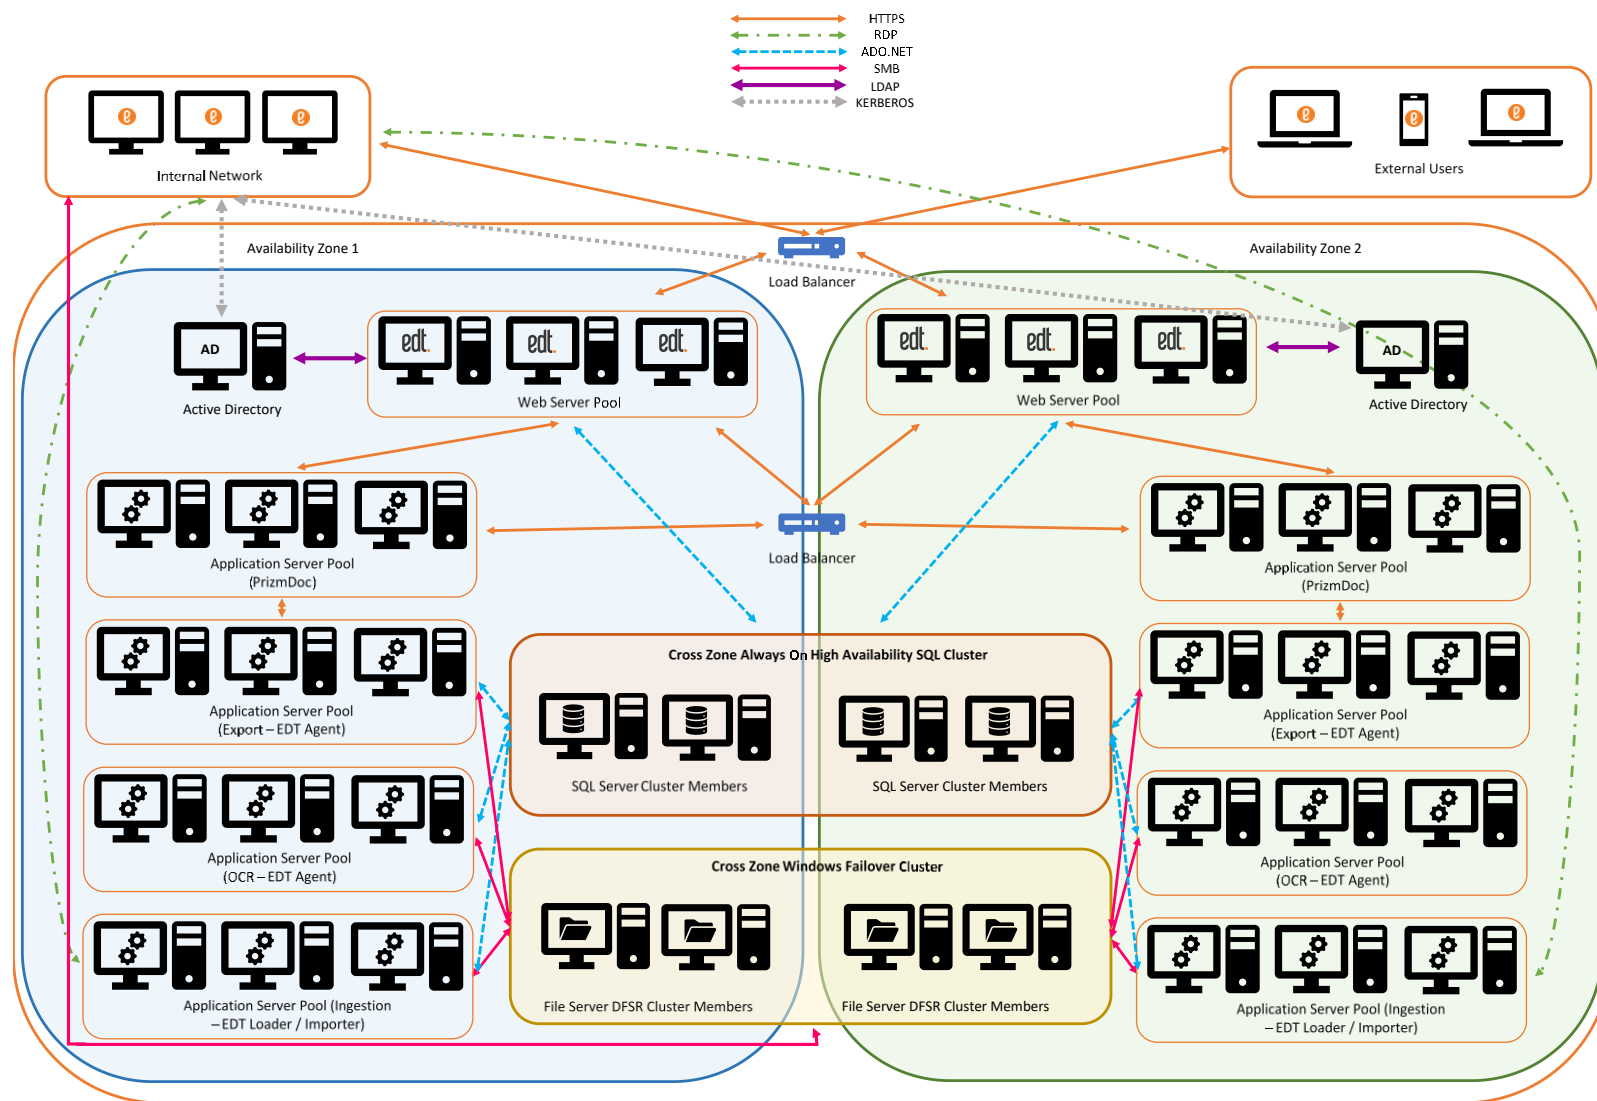 HTTPS
RDP
ADO.NET
SMB
LDAP
KERBEROS
e
e
e
Internal Network
e
e
e
External Users
Availability Zone 1
Availability Zone 2
Load Balancer
AD
Active Directory
edt.
edt.
edt.
Web Server Pool
edt.
edt.
edt.
Web Server Pool
AD
Active Directory
Application Server Pool
(PrizmDoc)
Load Balancer
Application Server Pool
(PrizmDoc)
Application Server Pool
(Export – EDT Agent)
Cross Zone Always On High Availability SQL Cluster
SQL Server Cluster Members
SQL Server Cluster Members
Application Server Pool
(Export – EDT Agent)
Application Server Pool
(OCR – EDT Agent)
Cross Zone Windows Failover Cluster
File Server DFSR Cluster Members
File Server DFSR Cluster Members
Application Server Pool
(OCR – EDT Agent)
Application Server Pool (Ingestion
– EDT Loader / Importer)
Application Server Pool (Ingestion
– EDT Loader / Importer)